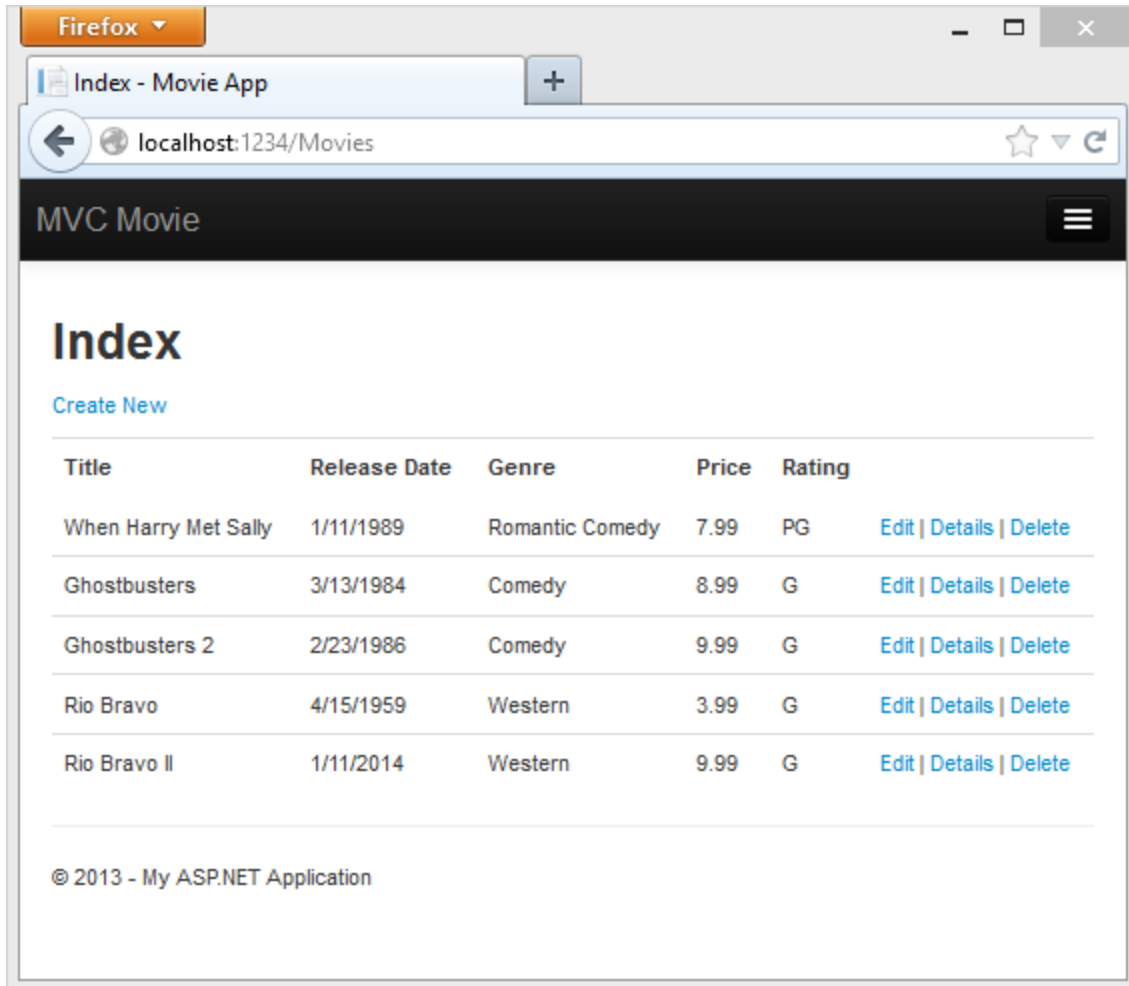 Firefox
Index - Movie App
localhost:1234/Movies
MVC Movie
Index
Create New
Title Release Date Genre Price Rating
When Harry Met Sally 1/11/1989 Romantic Comedy 7.99 PG Edit | Details | Delete
Ghostbusters 3/13/1984 Comedy 8.99 G Edit | Details | Delete
Ghostbusters 2 2/23/1986 Comedy 9.99 G Edit | Details | Delete
Rio Bravo 4/15/1959 Western 3.99 G Edit | Details | Delete
Rio Bravo II 1/11/2014 Western 9.99 G Edit | Details | Delete
© 2013 - My ASP.NET Application